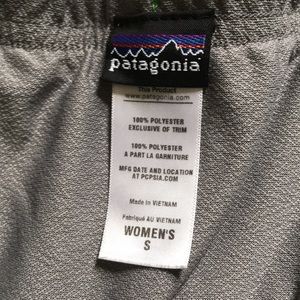 patagonia
This Product
www.patagonia.com
100% POLYESTER
EXCLUSIVE OF TRIM
100% POLYESTER
A PART LA GARNITURE
MFG DATE AND LOCATION
AT PCPSIA.COM
Made in VIETNAM
Fabriqué AU VIETNAM
WOMEN'S
S